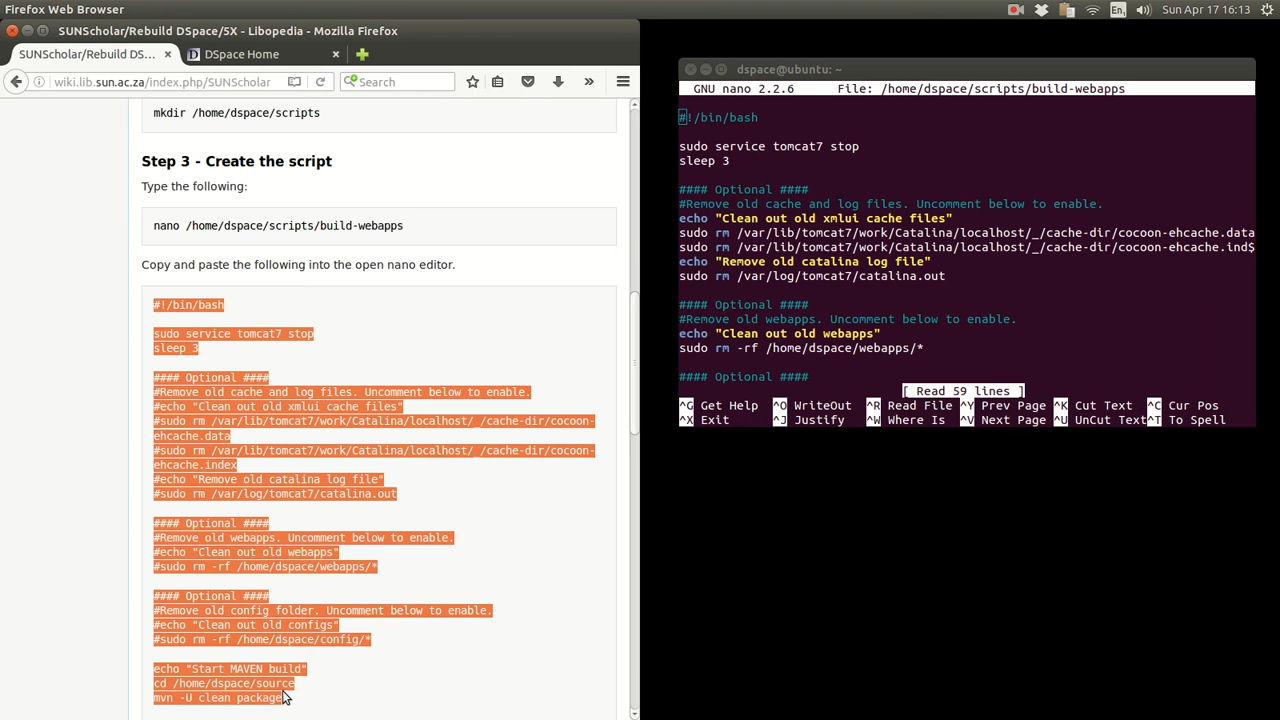 Firefox Web Browser
En1
Sun Apr 17 16:13
SUNScholar/Rebuild DSpace/5X - Libopedia - Mozilla Firefox
SUNScholar/Rebuild DS... ×
DSpace Home ×
wiki.lib.sun.ac.za/index.php/SUNScholar
Search
mkdir /home/dspace/scripts
Step 3 - Create the script
Type the following:
nano /home/dspace/scripts/build-webapps
Copy and paste the following into the open nano editor.
#!/bin/bash
sudo service tomcat7 stop
sleep 3
#### Optional ####
#Remove old cache and log files. Uncomment below to enable.
#echo "Clean out old xmlui cache files"
#sudo rm /var/lib/tomcat7/work/Catalina/localhost/_/cache-dir/cocoon-
ehcache.data
#sudo rm /var/lib/tomcat7/work/Catalina/localhost/_/cache-dir/cocoon-
ehcache.index
#echo "Remove old catalina log file"
#sudo rm /var/log/tomcat7/catalina.out
#### Optional ####
#Remove old webapps. Uncomment below to enable.
#echo "Clean out old webapps"
#sudo rm -rf /home/dspace/webapps/*
#### Optional ####
#Remove old config folder. Uncomment below to enable.
#echo "Clean out old configs"
#sudo rm -rf /home/dspace/config/*
echo "Start MAVEN build"
cd /home/dspace/source
mvn -U clean package
dspace@ubuntu: ~
GNU nano 2.2.6 File: /home/dspace/scripts/build-webapps
#!/bin/bash
sudo service tomcat7 stop
sleep 3
#### Optional ####
#Remove old cache and log files. Uncomment below to enable.
echo "Clean out old xmlui cache files"
sudo rm /var/lib/tomcat7/work/Catalina/localhost/_/cache-dir/cocoon-ehcache.data
sudo rm /var/lib/tomcat7/work/Catalina/localhost/_/cache-dir/cocoon-ehcache.ind$
echo "Remove old catalina log file"
sudo rm /var/log/tomcat7/catalina.out
#### Optional ####
#Remove old webapps. Uncomment below to enable.
echo "Clean out old webapps"
sudo rm -rf /home/dspace/webapps/*
#### Optional ####
[ Read 59 lines ]
^G Get Help ^O WriteOut ^R Read File ^Y Prev Page ^K Cut Text ^C Cur Pos
^X Exit ^J Justify ^W Where Is ^V Next Page ^U UnCut Text ^T To Spell